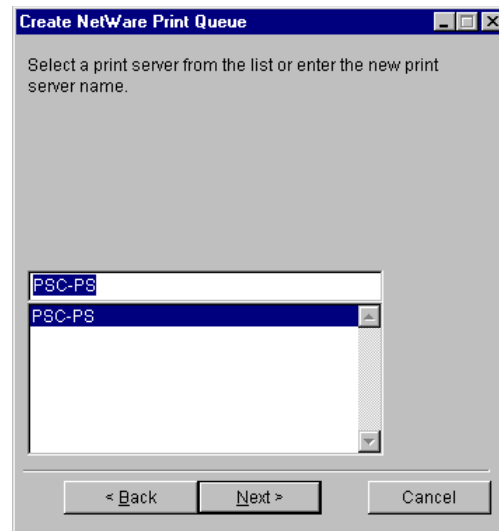 Create NetWare Print Queue
Select a print server from the list or enter the new print
server name.
PSC-PS
PSC-PS
< Back
Next >
Cancel